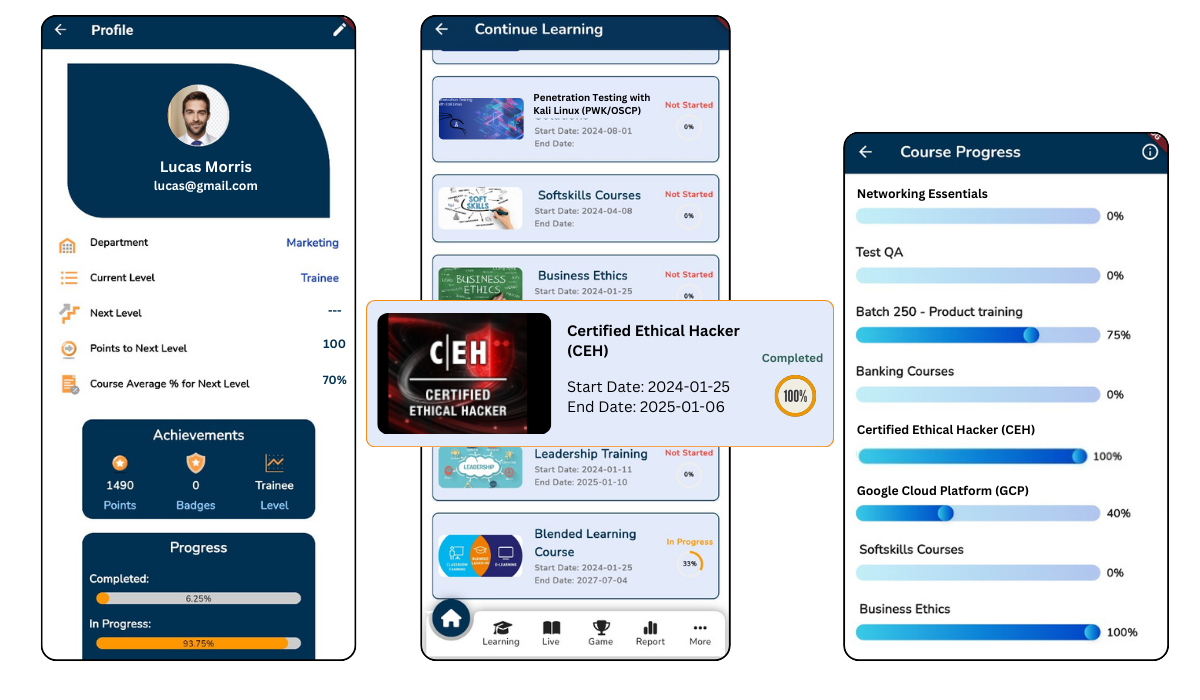 Profile
Lucas Morris
lucas@gmail.com
Department
Marketing
Current Level
Trainee
Next Level
---
Points to Next Level
100
Course Average % for Next Level
70%
Achievements
1490
0
Trainee
Points
Badges
Level
Progress
Completed:
6.25%
In Progress:
93.75%
Continue Learning
Penetration Testing with
Kali Linux (PWK/OSCP)
Start Date: 2024-08-01
End Date:
Not Started
0%
SOFT
SKILLS
Softskills Courses
Start Date: 2024-04-08
End Date:
Not Started
0%
BUSINESS
ETHICS
Business Ethics
Start Date: 2024-01-25
Not Started
0%
C|EH
CERTIFIED
ETHICAL HACKER
Certified Ethical Hacker
(CEH)
Start Date: 2024-01-25
End Date: 2025-01-06
Completed
100%
LEADERSHIP
Leadership Training
Start Date: 2024-01-11
End Date: 2025-01-10
Not Started
0%
CLASSROOM
TRAINING
BLENDED
LEARNING
E-LEARNING
Blended Learning
Course
Start Date: 2024-01-25
End Date: 2027-07-04
In Progress
33%
Learning
Live
Game
Report
More
Course Progress
Networking Essentials
0%
Test QA
0%
Batch 250 - Product training
75%
Banking Courses
0%
Certified Ethical Hacker (CEH)
100%
Google Cloud Platform (GCP)
40%
Softskills Courses
0%
Business Ethics
100%